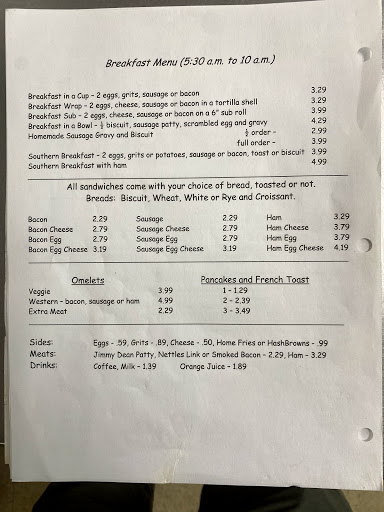 Breakfast Menu (5:30 a.m. to 10 a.m.)
Breakfast in a Cup - 2 eggs, grits, sausage or bacon 3.29
Breakfast Wrap - 2 eggs, cheese, sausage or bacon in a tortilla shell 3.29
Breakfast Sub - 2 eggs, cheese, sausage or bacon on a 6" sub roll 3.99
Breakfast in a Bowl - ½ biscuit, sausage patty, scrambled egg and gravy 4.29
Homemade Sausage Gravy and Biscuit ½ order - 2.99
full order - 3.99
Southern Breakfast - 2 eggs, grits or potatoes, sausage or bacon, toast or biscuit 3.99
Southern Breakfast with ham 4.99
All sandwiches come with your choice of bread, toasted or not.
Breads: Biscuit, Wheat, White or Rye and Croissant.
Bacon 2.29 Sausage 2.29 Ham 3.29
Bacon Cheese 2.79 Sausage Cheese 2.79 Ham Cheese 3.79
Bacon Egg 2.79 Sausage Egg 2.79 Ham Egg 3.79
Bacon Egg Cheese 3.19 Sausage Egg Cheese 3.19 Ham Egg Cheese 4.19
Omelets Pancakes and French Toast
Veggie 3.99 1 - 1.29
Western - bacon, sausage or ham 4.99 2 - 2.39
Extra Meat 2.29 3 - 3.49
Sides: Eggs - .59, Grits - .89, Cheese - .50, Home Fries or HashBrowns - .99
Meats: Jimmy Dean Patty, Nettles Link or Smoked Bacon - 2.29, Ham - 3.29
Drinks: Coffee, Milk - 1.39 Orange Juice - 1.89